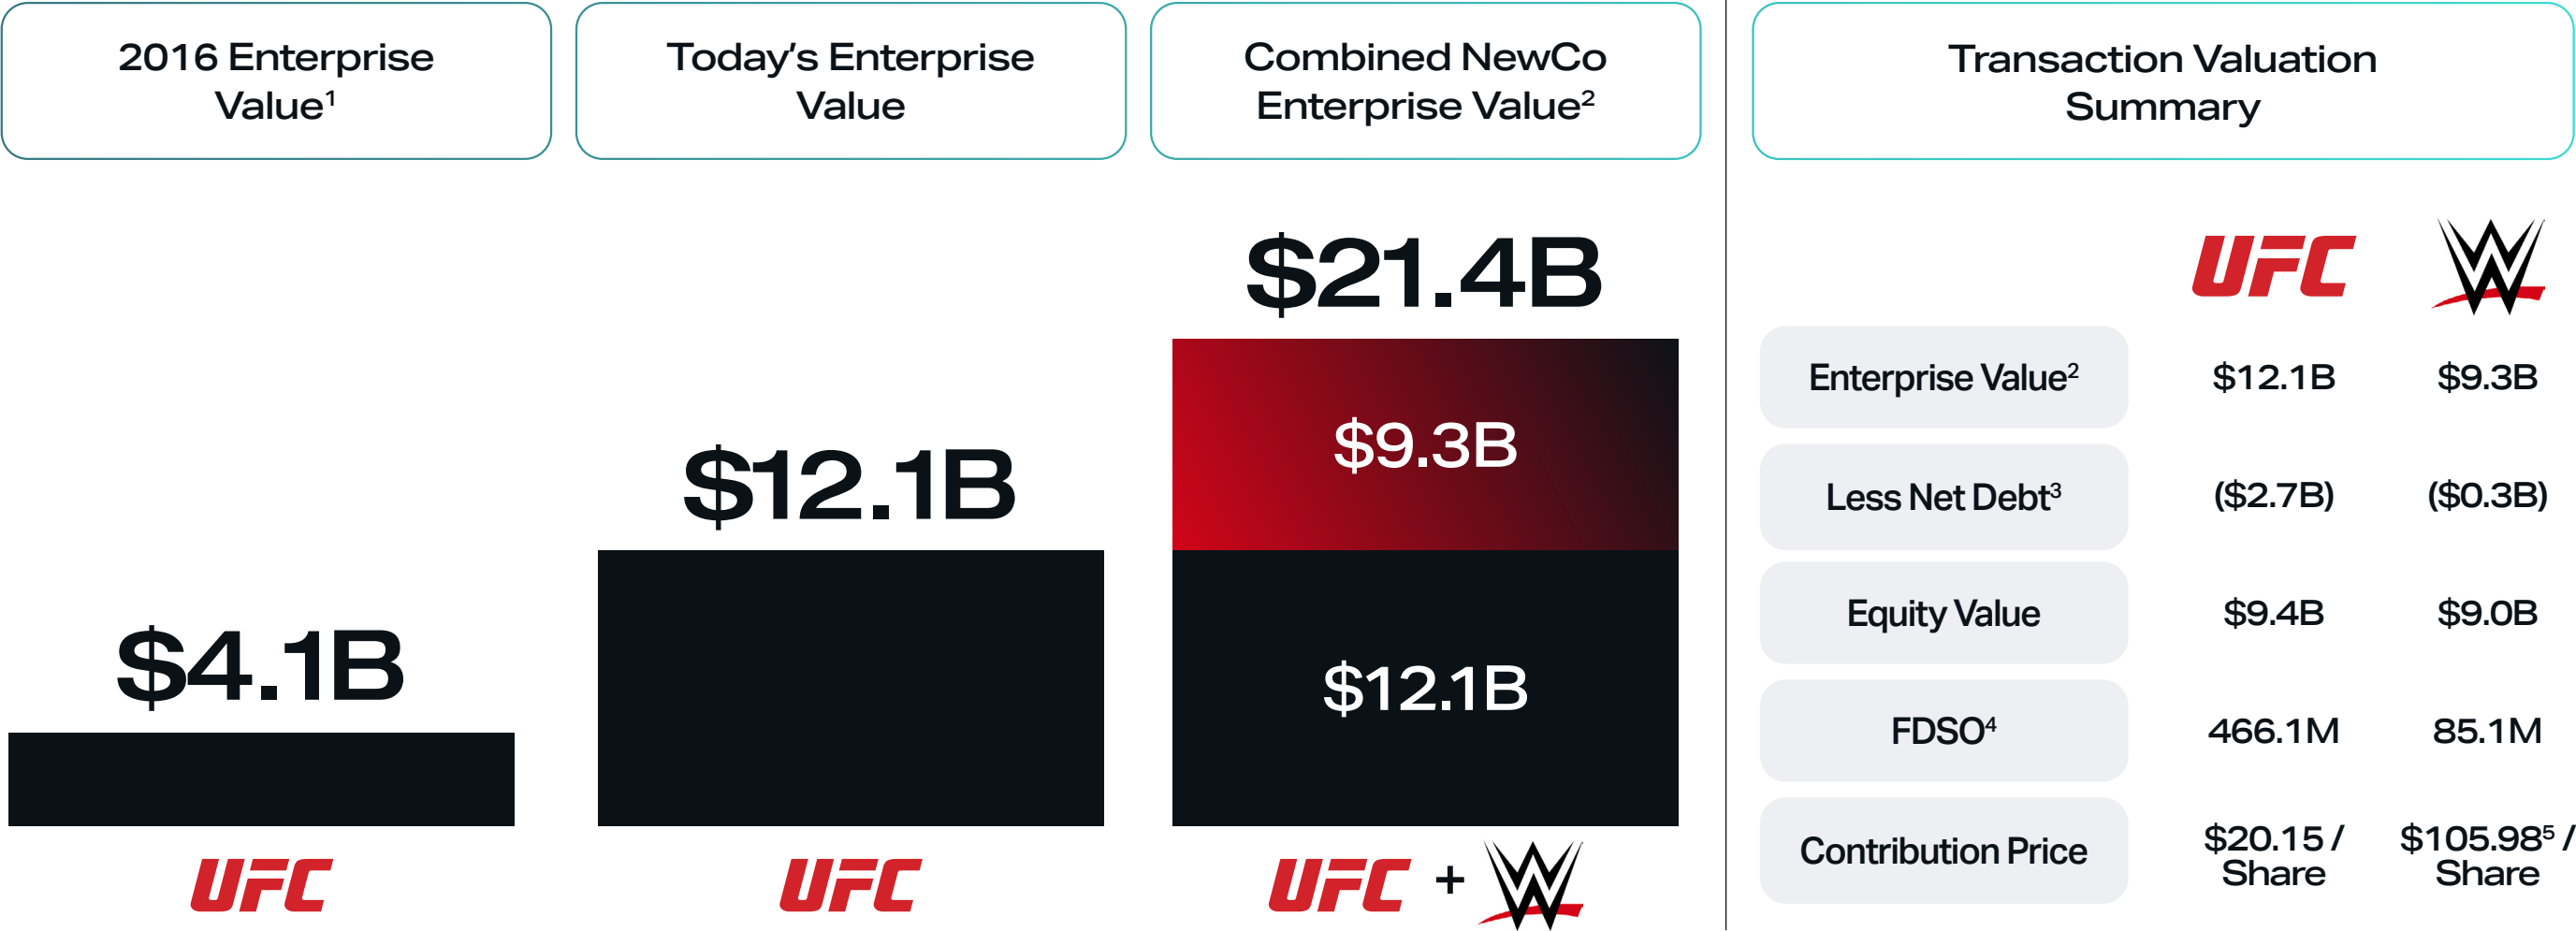 2016 Enterprise
Value¹
Today's Enterprise
Value
Combined NewCo
Enterprise Value²
Transaction Valuation
Summary
$4.1B
UFC
$12.1B
UFC
$21.4B
$9.3B
$12.1B
UFC + W
UFC W
Enterprise Value² $12.1B $9.3B
Less Net Debt³ ($2.7B) ($0.3B)
Equity Value $9.4B $9.0B
FDSO⁴ 466.1M 85.1M
Contribution Price $20.15 / $105.98⁵ /
Share Share